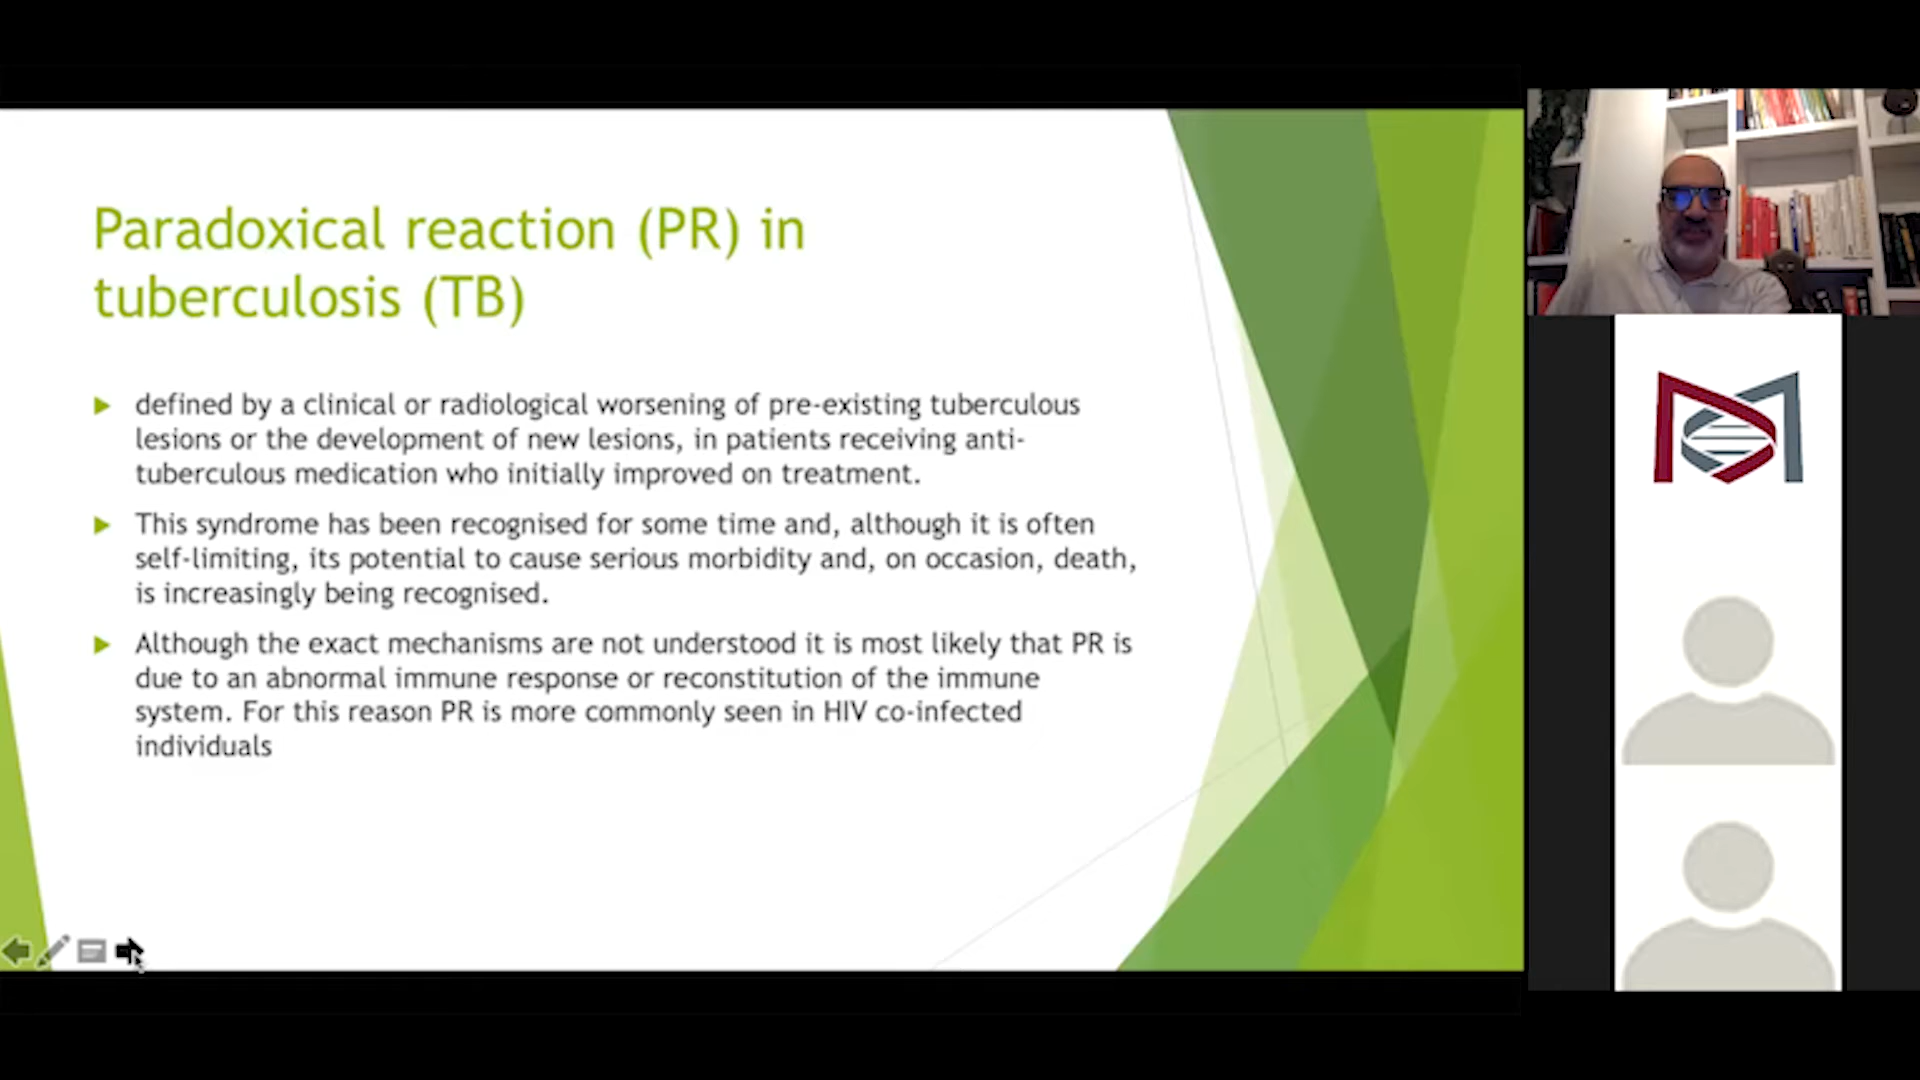 Paradoxical reaction (PR) in
tuberculosis (TB)
defined by a clinical or radiological worsening of pre-existing tuberculous
lesions or the development of new lesions, in patients receiving anti-
tuberculous medication who initially improved on treatment.
This syndrome has been recognised for some time and, although it is often
self-limiting, its potential to cause serious morbidity and, on occasion, death,
is increasingly being recognised.
Although the exact mechanisms are not understood it is most likely that PR is
due to an abnormal immune response or reconstitution of the immune
system. For this reason PR is more commonly seen in HIV co-infected
individuals